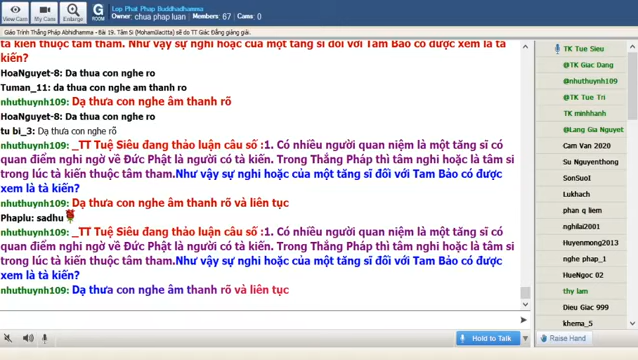 View Cam
My Cam
Enlarge
G
ROOM
Lop Phat Phap Buddhadhamma
Owner: chua phap luan | Members: 67 | Cams: 0
Giáo Trình Thắng Pháp Abhidhamma - Bài 19. Tâm Si (Mohamūlacitta) sẽ do TT Giác Đẳng giảng giải.
tà kiến thuộc tâm tham. Như vậy sự nghi hoặc của một tăng sĩ đối với Tam Bảo có được xem là tà
kiến?
HoaNguyet-8: Da thua con nghe ro
Tuman_11: da thua con nghe am thanh ro
nhuthuynh109: Dạ thưa con nghe âm thanh rõ
HoaNguyet-8: Da thua con nghe ro
tu bi_3: Dạ thưa con nghe rõ
nhuthuynh109: _TT Tuệ Siêu đang thảo luận câu số :1. Có nhiều người quan niệm là một tăng sĩ có
quan điểm nghi ngờ về Đức Phật là người có tà kiến. Trong Thắng Pháp thì tâm nghi hoặc là tâm si
trong lúc tà kiến thuộc tâm tham.Như vậy sự nghi hoặc của một tăng sĩ đối với Tam Bảo có được
xem là tà kiến?
nhuthuynh109: Dạ thưa con nghe âm thanh rõ và liên tục
Phaplu: sadhu
nhuthuynh109: _TT Tuệ Siêu đang thảo luận câu số :1. Có nhiều người quan niệm là một tăng sĩ có
quan điểm nghi ngờ về Đức Phật là người có tà kiến. Trong Thắng Pháp thì tâm nghi hoặc là tâm si
trong lúc tà kiến thuộc tâm tham.Như vậy sự nghi hoặc của một tăng sĩ đối với Tam Bảo có được
xem là tà kiến?
nhuthuynh109: Dạ thưa con nghe âm thanh rõ và liên tục
Hold to Talk
TK Tue Sieu
@TK Giac Dang
@nhuthuynh109
@TK Tue Tri
TK minhhanh
@Lang Gia Nguyet
Cam Van 2020
Su Nguyenthong
SonSuoI
Lukhach
phan q liem
nghilai2001
Huyenmong2013
nghe phap_1
HueNgoc 02
thy lam
Dieu Giac 999
khema_5
Raise Hand